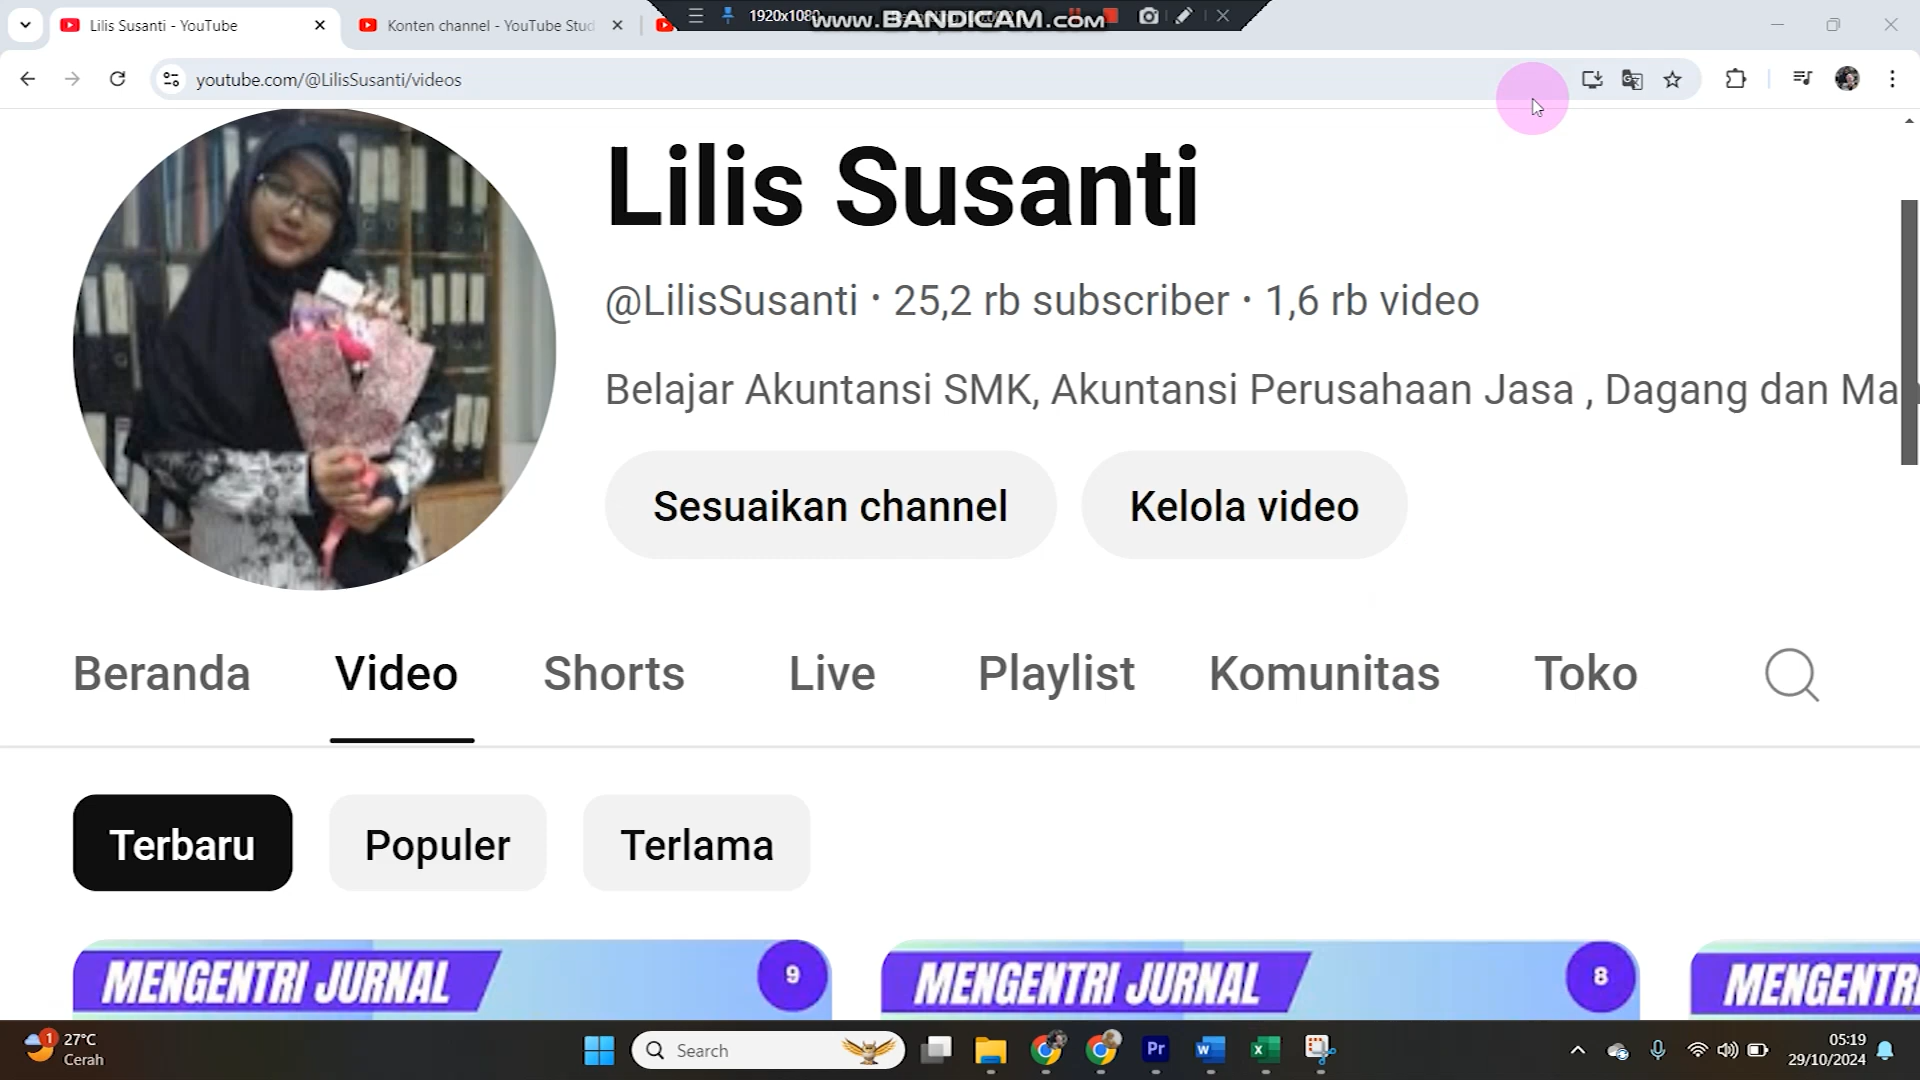 Lilis Susanti - YouTube
Konten channel - YouTube Stud
1920x1080
www.BANDICAM.com
youtube.com/@LilisSusanti/videos
Lilis Susanti
@LilisSusanti · 25,2 rb subscriber · 1,6 rb video
Belajar Akuntansi SMK, Akuntansi Perusahaan Jasa , Dagang dan Ma
Sesuaikan channel
Kelola video
Beranda
Video
Shorts
Live
Playlist
Komunitas
Toko
Terbaru
Populer
Terlama
MENGENTRI JURNAL
9
MENGENTRI JURNAL
8
MENGENTRI
1
27°C
Cerah
Search
Pr
05:19
29/10/2024